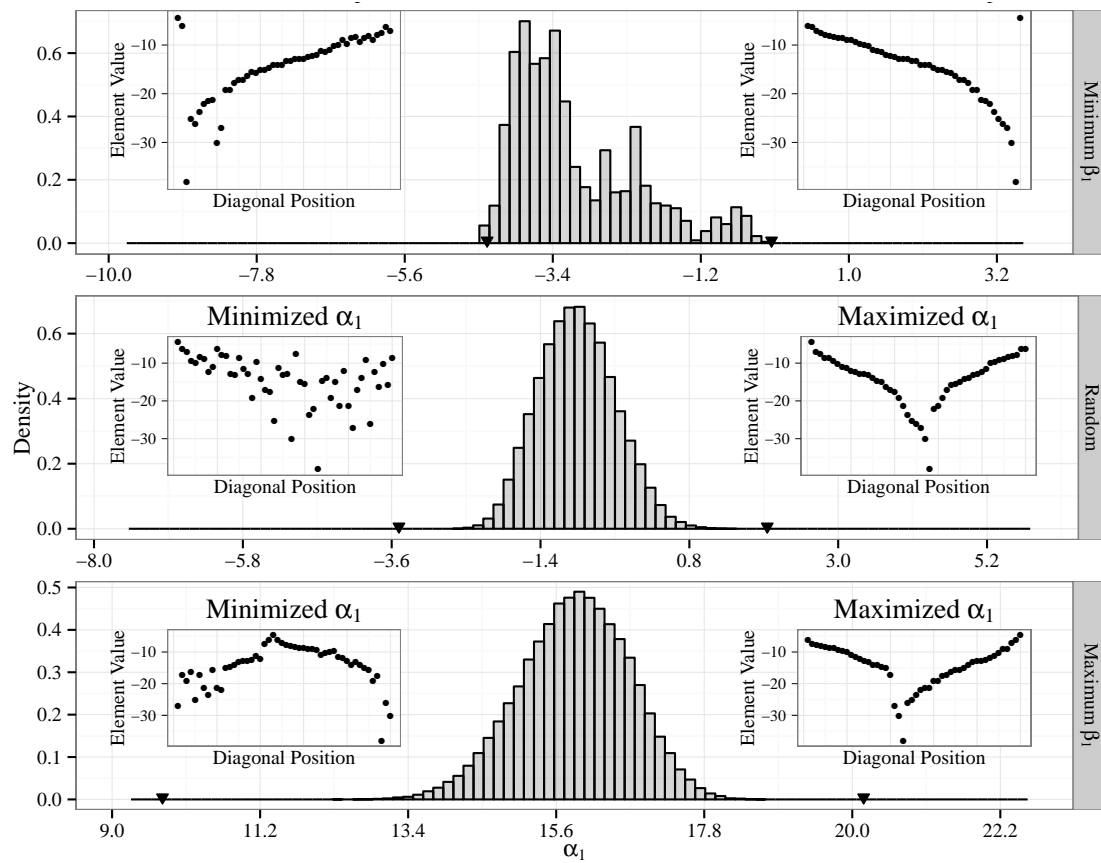 0.6
0.4
0.2
0.0
−10
−20
−30
Element Value
Diagonal Position
−10
−20
−30
Element Value
Diagonal Position
Minimum β1
−10.0 −7.8 −5.6 −3.4 −1.2 1.0 3.2
Density
0.6
0.4
0.2
0.0
Minimized α1
−10
−20
−30
Element Value
Diagonal Position
Maximized α1
−10
−20
−30
Element Value
Diagonal Position
Random
−8.0 −5.8 −3.6 −1.4 0.8 3.0 5.2
0.5
0.4
0.3
0.2
0.1
0.0
Minimized α1
−10
−20
−30
Element Value
Diagonal Position
Maximized α1
−10
−20
−30
Element Value
Diagonal Position
Maximum β1
9.0 11.2 13.4 15.6 17.8 20.0 22.2
α1